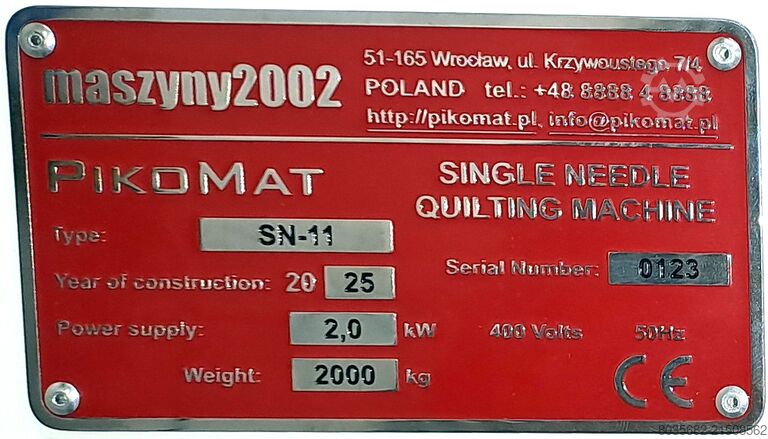 maszyny2002
51-165 Wrocław, ul. Krzywoustego 7/4
POLAND tel.: +48 8888 4 8888
http://pikomat.pl, info@pikomat.pl
PIKOMAT
SINGLE NEEDLE
QUILTING MACHINE
Type: SN-11
Serial Number: 0123
Year of construction: 20 25
Power supply: 2,0 kW 400 Volts 50Hz
Weight: 2000 kg
CE